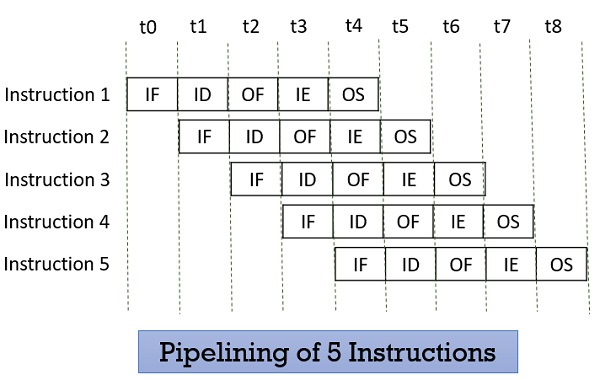 t0 t1 t2 t3 t4 t5 t6 t7 t8
Instruction 1 IF ID OF IE OS
Instruction 2 IF ID OF IE OS
Instruction 3 IF ID OF IE OS
Instruction 4 IF ID OF IE OS
Instruction 5 IF ID OF IE OS
Pipelining of 5 Instructions